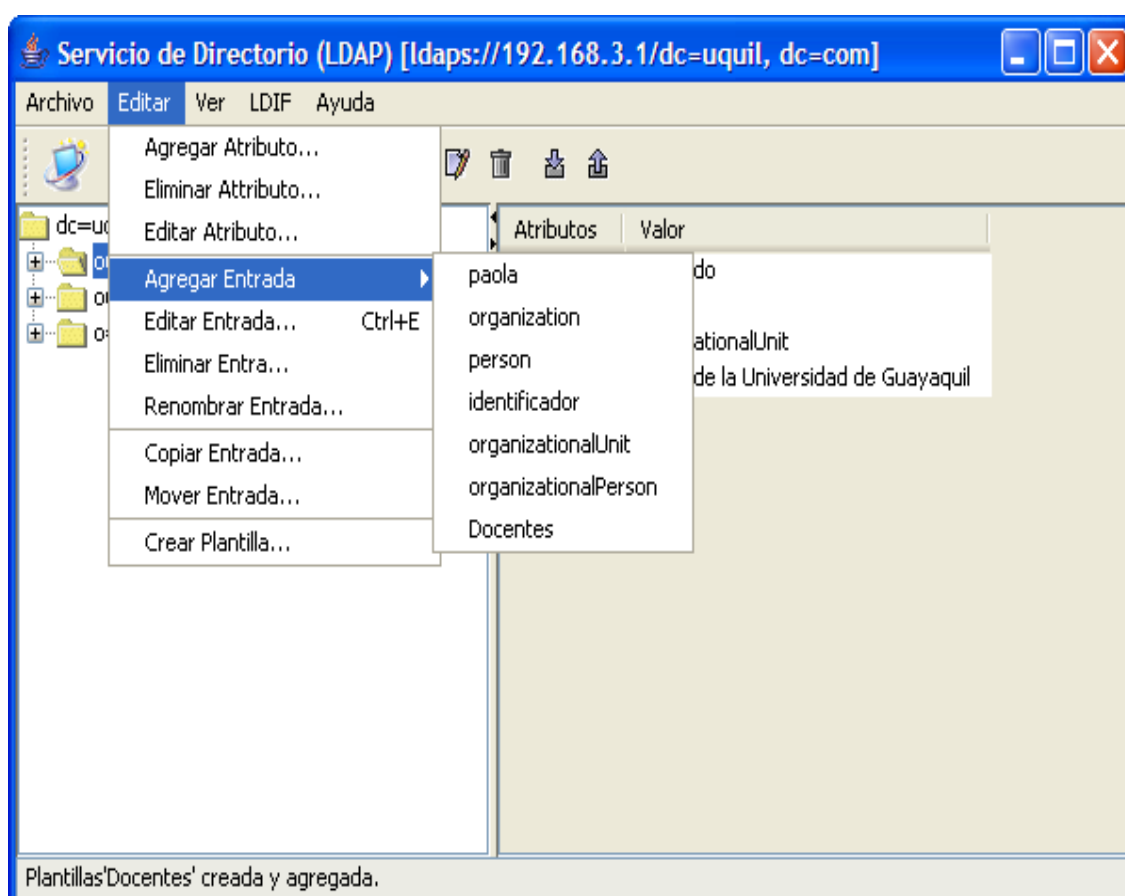 Servicio de Directorio (LDAP) [ldaps://192.168.3.1/dc=uquil, dc=com]
Archivo Editar Ver LDIF Ayuda
Agregar Atributo...
Eliminar Attributo...
Editar Atributo...
Agregar Entrada
Editar Entrada... Ctrl+E
Eliminar Entra...
Renombrar Entrada...
Copiar Entrada...
Mover Entrada...
Crear Plantilla...
paola
organization
person
identificador
organizationalUnit
organizationalPerson
Docentes
Atributos Valor
do
ationalUnit
de la Universidad de Guayaquil
Plantillas'Docentes' creada y agregada.